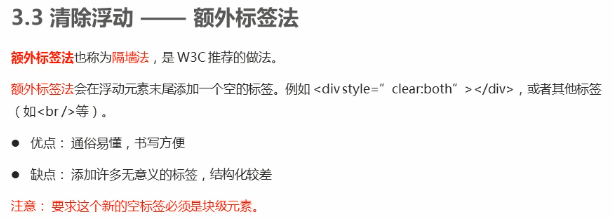 3.3 清除浮动 —— 额外标签法
额外标签法也称为隔墙法，是 W3C 推荐的做法。
额外标签法会在浮动元素末尾添加一个空的标签。例如 <div style=”clear:both”></div>，或者其他标签
（如<br />等）。
● 优点： 通俗易懂，书写方便
● 缺点： 添加许多无意义的标签，结构化较差
注意： 要求这个新的空标签必须是块级元素。